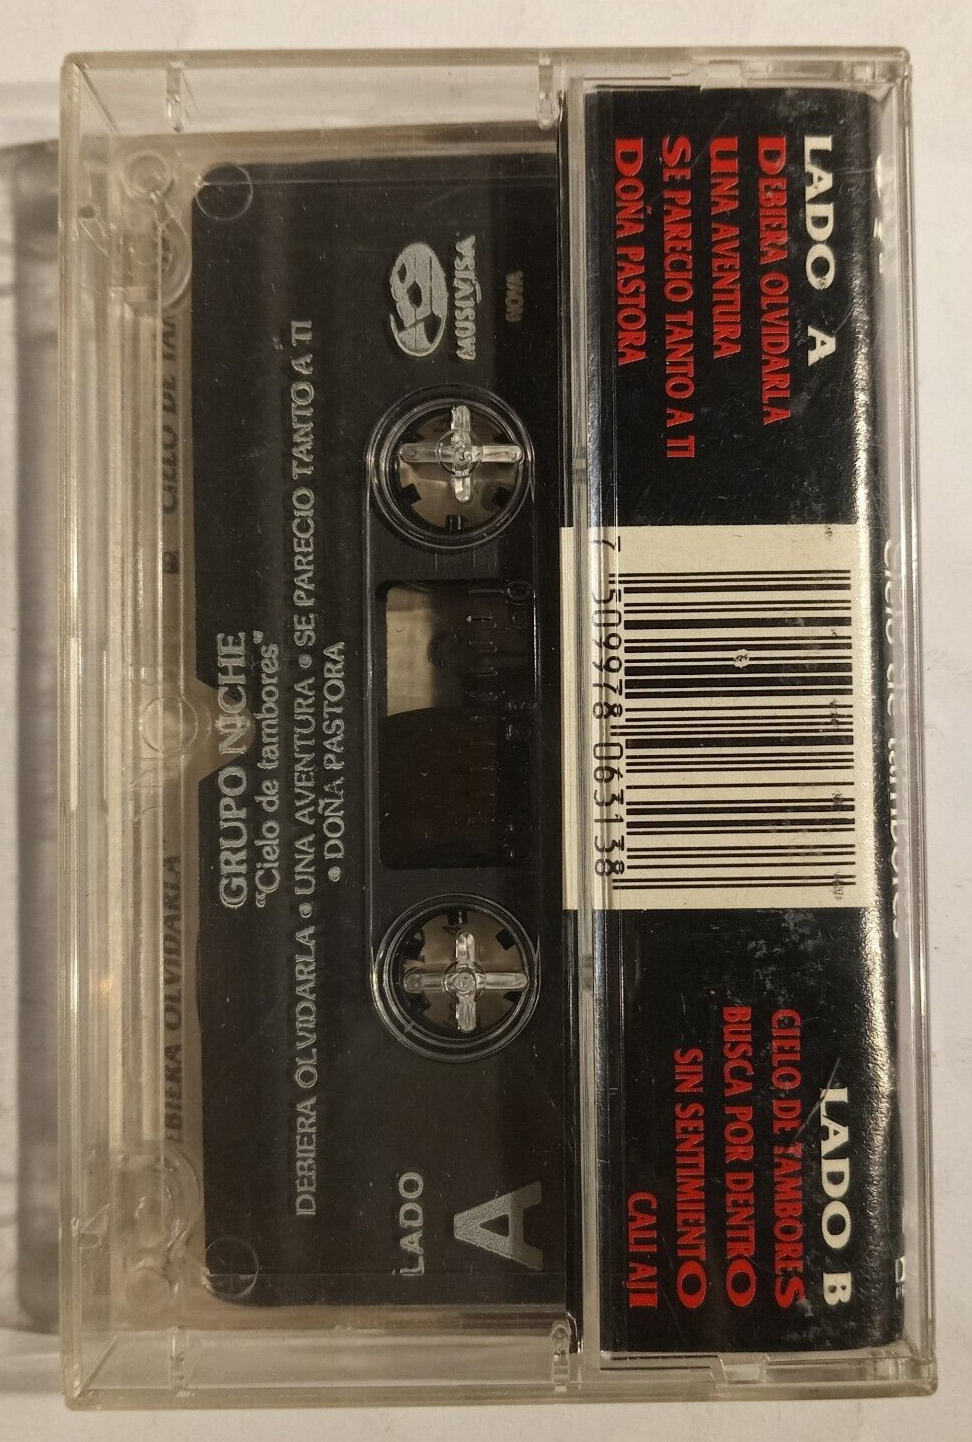 LADO A
DEBIERA OLVIDARLA
UNA AVENTURA
SE PARECIO TANTO A TI
DOÑA PASTORA
7 509978 063138
LADO B
CIELO DE TAMBORES
BUSCA POR DENTRO
SIN SENTIMIENTO
CALI AJI
GRUPO NICHE
"Cielo de tambores"
DEBIERA OLVIDARLA • UNA AVENTURA • SE PARECIO TANTO A TI
• DOÑA PASTORA
LADO
A
MUSIVISA
NOVA